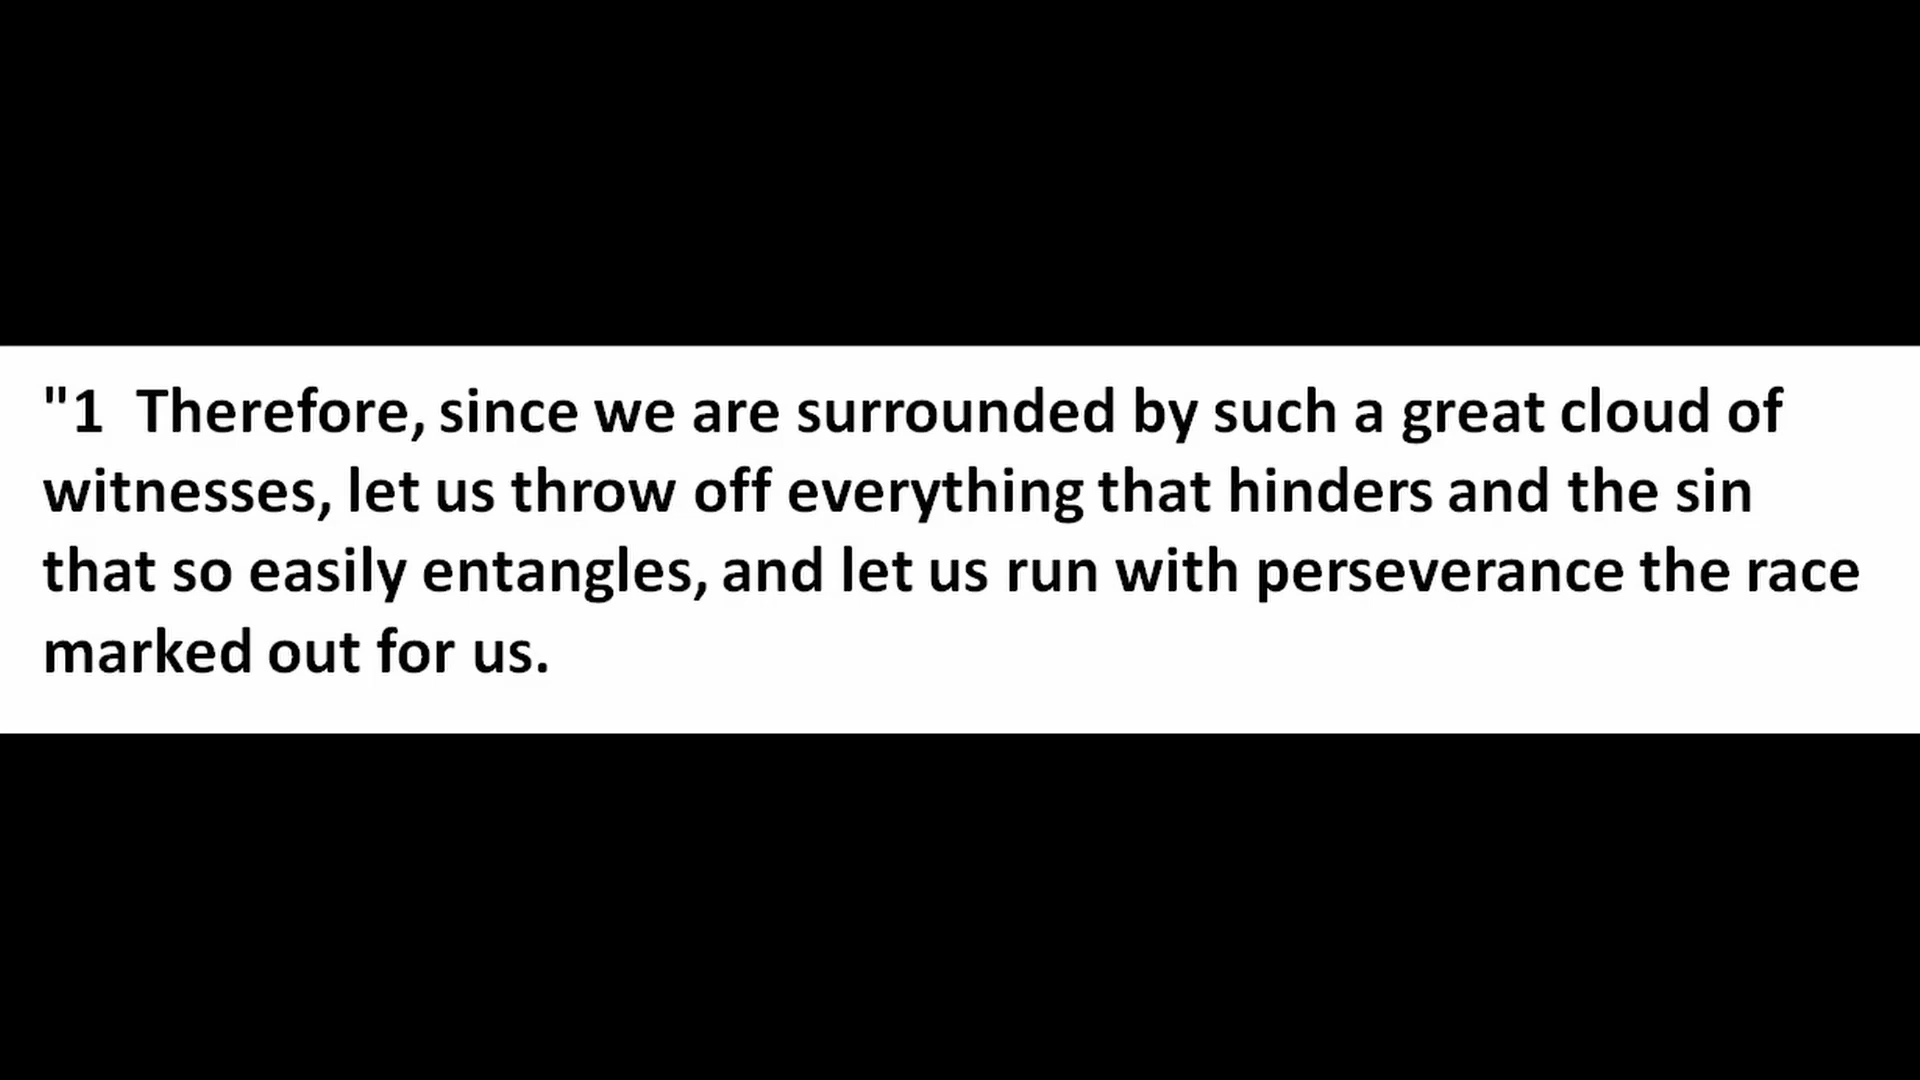 "1  Therefore, since we are surrounded by such a great cloud of
witnesses, let us throw off everything that hinders and the sin
that so easily entangles, and let us run with perseverance the race
marked out for us.